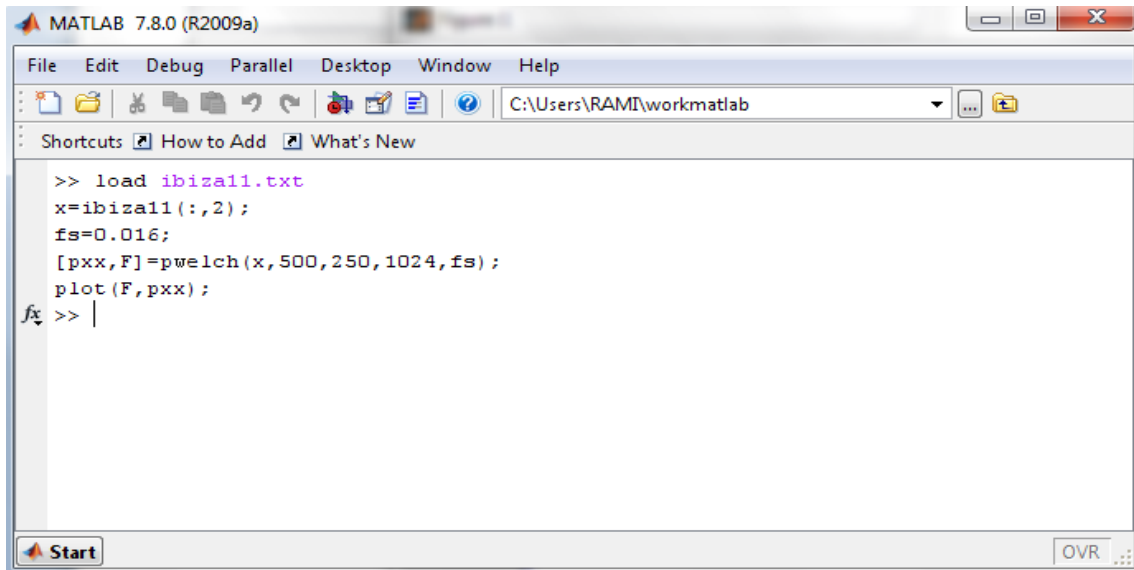 MATLAB 7.8.0 (R2009a)
File Edit Debug Parallel Desktop Window Help
C:\Users\RAMI\workmatlab
Shortcuts How to Add What's New
>> load ibiza11.txt
x=ibiza11(:,2);
fs=0.016;
[pxx,F]=pwelch(x,500,250,1024,fs);
plot(F,pxx);
fx >>
Start OVR